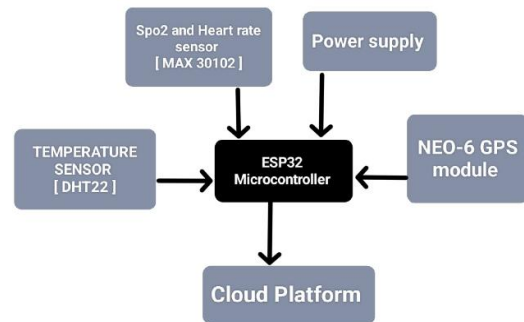 Spo2 and Heart rate
sensor
[ MAX 30102 ]
Power supply
TEMPERATURE
SENSOR
[ DHT22 ]
ESP32
Microcontroller
NEO-6 GPS
module
Cloud Platform